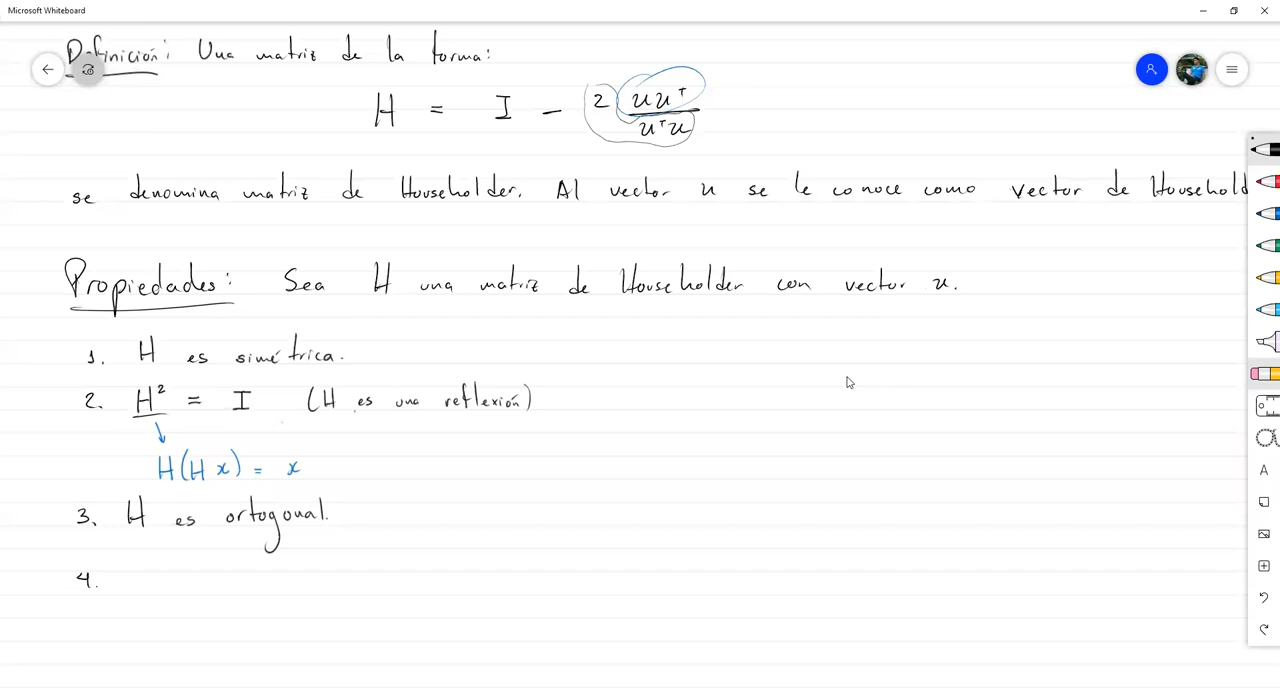 Microsoft Whiteboard
Definición: Una matriz de la forma:
H = I - 2 uuᵀ / uᵀu
se denomina matriz de Householder. Al vector u se le conoce como vector de Household
Propiedades: Sea H una matriz de Householder con vector u.
1. H es simétrica.
2. H² = I (H es una reflexión)
H(Hx) = x
3. H es ortogonal.
4.